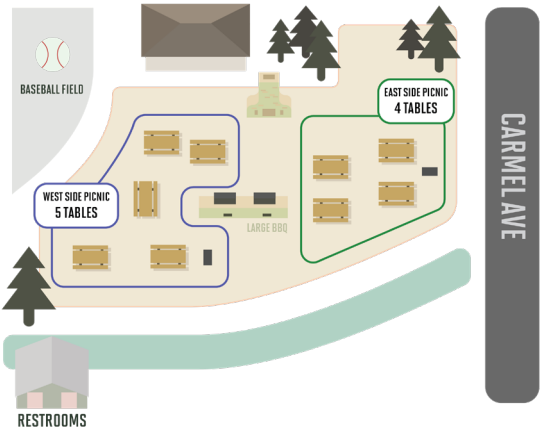 BASEBALL FIELD
EAST SIDE PICNIC
4 TABLES
CARMEL AVE
WEST SIDE PICNIC
5 TABLES
LARGE BBQ
RESTROOMS